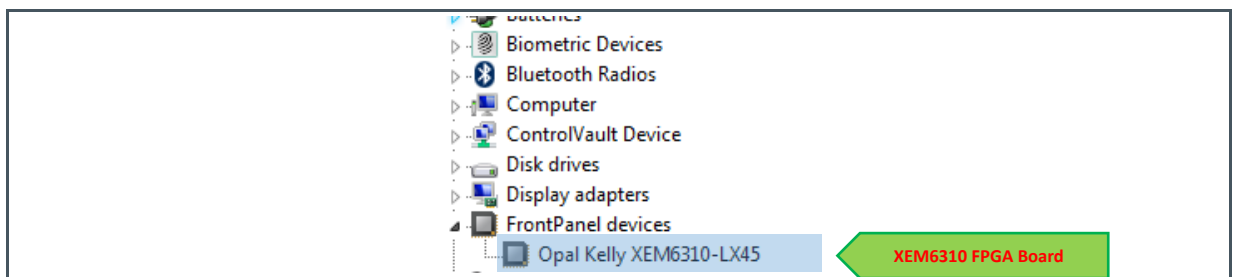 Batteries
Biometric Devices
Bluetooth Radios
Computer
ControlVault Device
Disk drives
Display adapters
FrontPanel devices
Opal Kelly XEM6310-LX45
XEM6310 FPGA Board